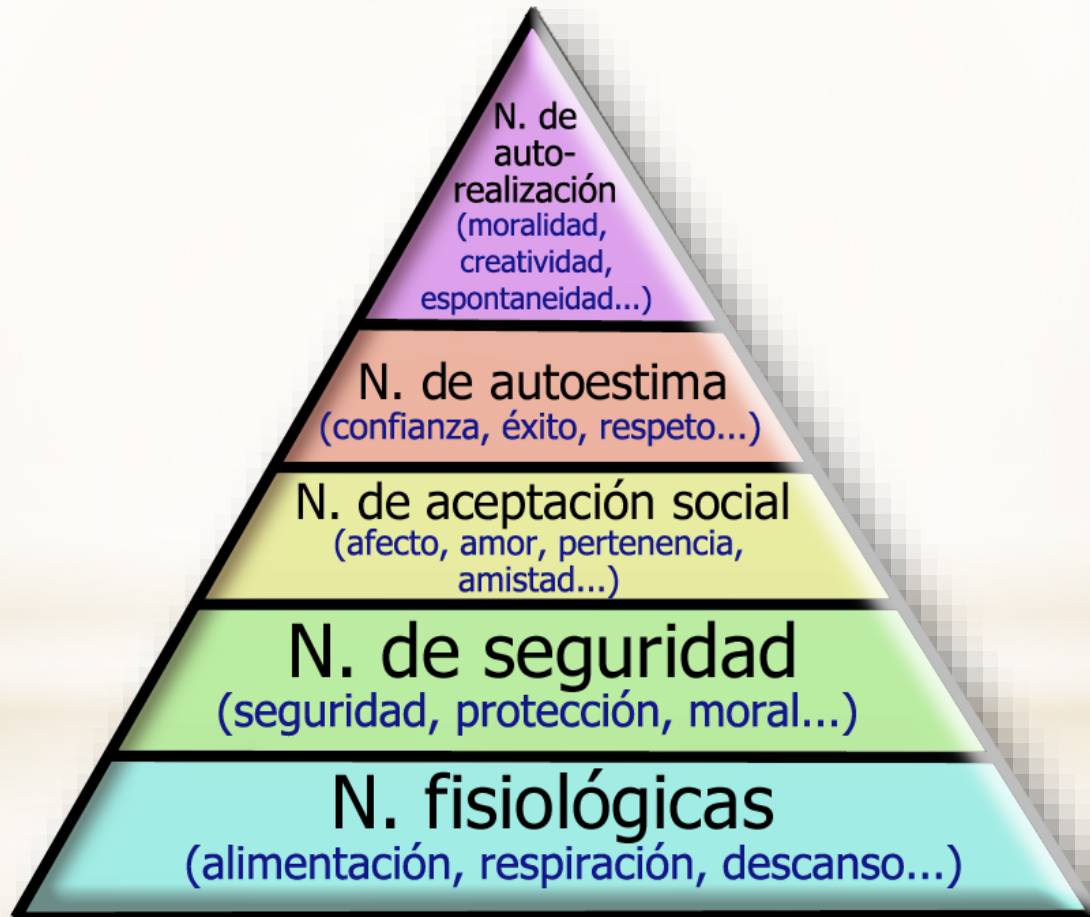 N. de
auto-
realización
(moralidad,
creatividad,
espontaneidad...)
N. de autoestima
(confianza, éxito, respeto...)
N. de aceptación social
(afecto, amor, pertenencia,
amistad...)
N. de seguridad
(seguridad, protección, moral...)
N. fisiológicas
(alimentación, respiración, descanso...)